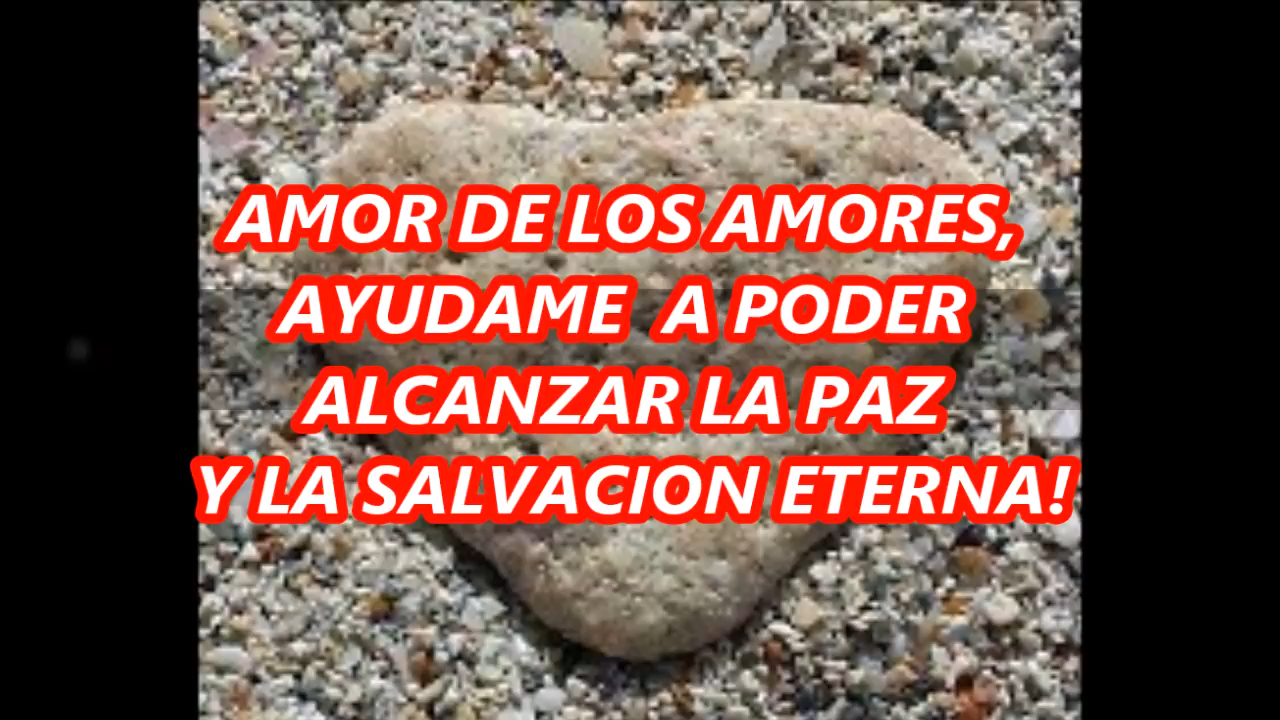 AMOR DE LOS AMORES,
AYUDAME A PODER
ALCANZAR LA PAZ
Y LA SALVACION ETERNA!